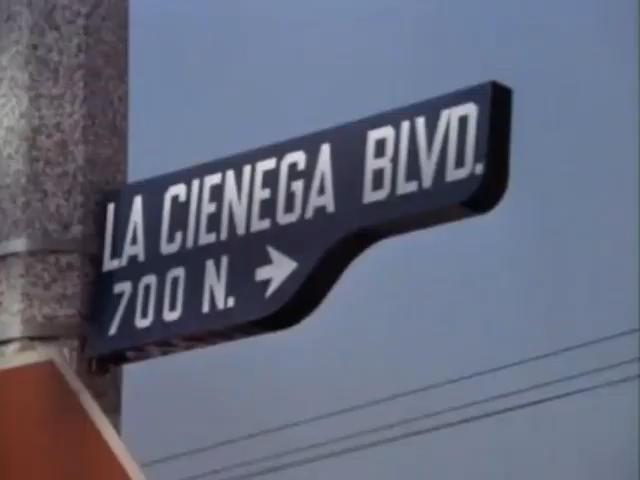 LA CIENEGA BLVD.
700 N. →